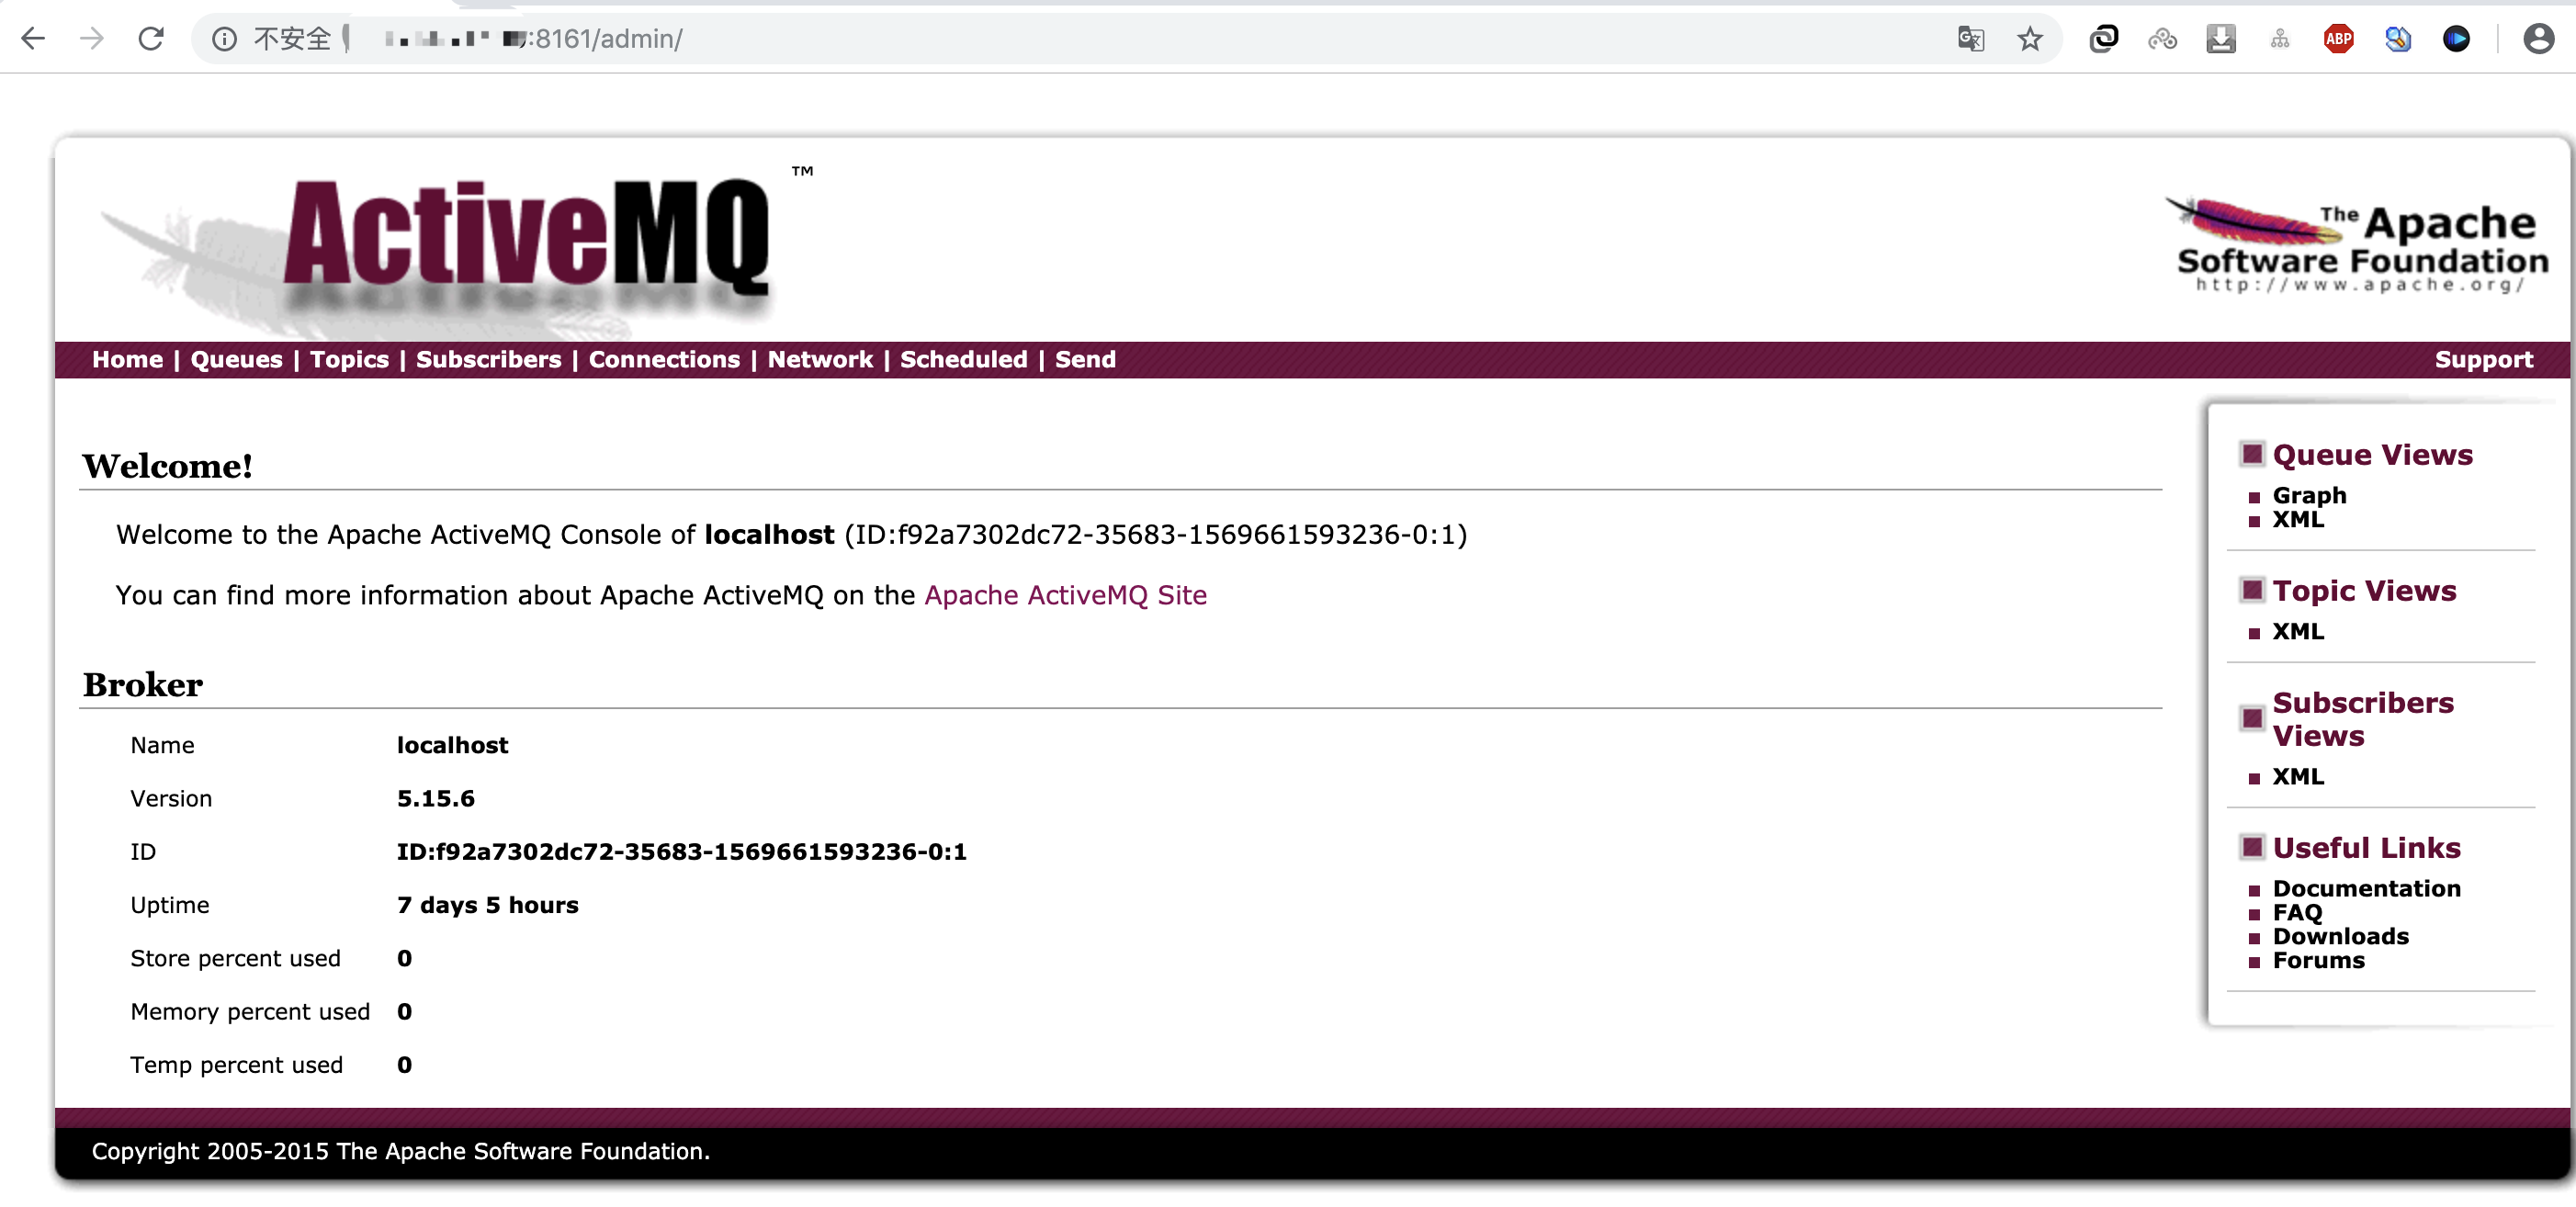 不安全
:8161/admin/
ABP
ActiveMQ ™
The Apache
Software Foundation
http://www.apache.org/
Home | Queues | Topics | Subscribers | Connections | Network | Scheduled | Send
Support
Welcome!
Welcome to the Apache ActiveMQ Console of localhost (ID:f92a7302dc72-35683-1569661593236-0:1)
You can find more information about Apache ActiveMQ on the Apache ActiveMQ Site
Broker
Name localhost
Version 5.15.6
ID ID:f92a7302dc72-35683-1569661593236-0:1
Uptime 7 days 5 hours
Store percent used 0
Memory percent used 0
Temp percent used 0
Queue Views
Graph
XML
Topic Views
XML
Subscribers
Views
XML
Useful Links
Documentation
FAQ
Downloads
Forums
Copyright 2005-2015 The Apache Software Foundation.